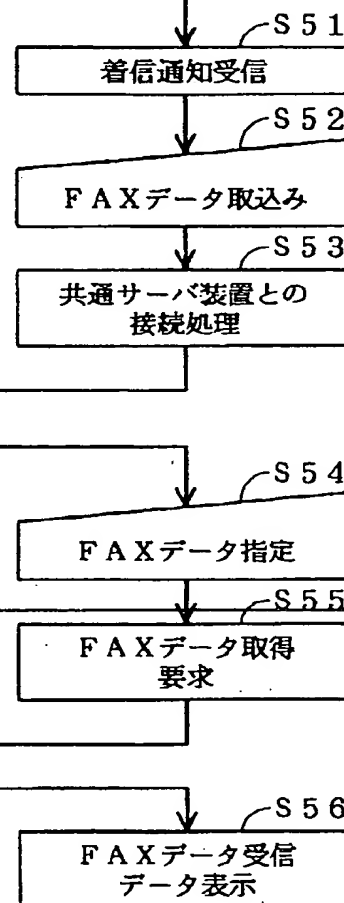 S51
着信通知受信
S52
FAXデータ取込み
S53
共通サーバ装置との
接続処理
S54
FAXデータ指定
S55
FAXデータ取得
要求
S56
FAXデータ受信
データ表示